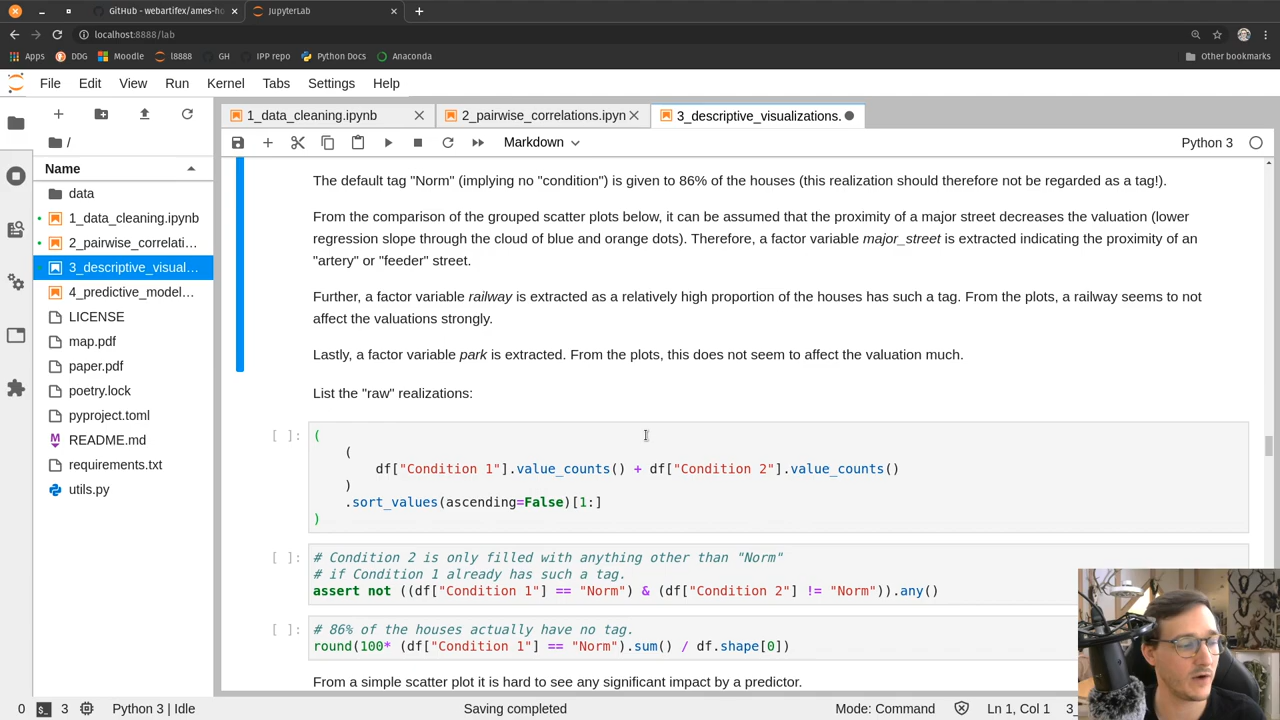 GitHub - webartifex/ames-ho
JupyterLab
localhost:8888/lab
Apps
DDG
Moodle
l8888
GH
IPP repo
Python Docs
Anaconda
Other bookmarks
File
Edit
View
Run
Kernel
Tabs
Settings
Help
1_data_cleaning.ipynb
2_pairwise_correlations.ipyn
3_descriptive_visualizations.
Markdown
Python 3
/
Name
data
1_data_cleaning.ipynb
2_pairwise_correlati...
3_descriptive_visual...
4_predictive_model...
LICENSE
map.pdf
paper.pdf
poetry.lock
pyproject.toml
README.md
requirements.txt
utils.py
The default tag "Norm" (implying no "condition") is given to 86% of the houses (this realization should therefore not be regarded as a tag!).
From the comparison of the grouped scatter plots below, it can be assumed that the proximity of a major street decreases the valuation (lower
regression slope through the cloud of blue and orange dots). Therefore, a factor variable major_street is extracted indicating the proximity of an
"artery" or "feeder" street.
Further, a factor variable railway is extracted as a relatively high proportion of the houses has such a tag. From the plots, a railway seems to not
affect the valuations strongly.
Lastly, a factor variable park is extracted. From the plots, this does not seem to affect the valuation much.
List the "raw" realizations:
[ ]:
(
(
df["Condition 1"].value_counts() + df["Condition 2"].value_counts()
)
.sort_values(ascending=False)[1:]
)
[ ]:
# Condition 2 is only filled with anything other than "Norm"
# if Condition 1 already has such a tag.
assert not ((df["Condition 1"] == "Norm") & (df["Condition 2"] != "Norm")).any()
[ ]:
# 86% of the houses actually have no tag.
round(100* (df["Condition 1"] == "Norm").sum() / df.shape[0])
From a simple scatter plot it is hard to see any significant impact by a predictor.
0
3
Python 3 | Idle
Saving completed
Mode: Command
Ln 1, Col 1
3_